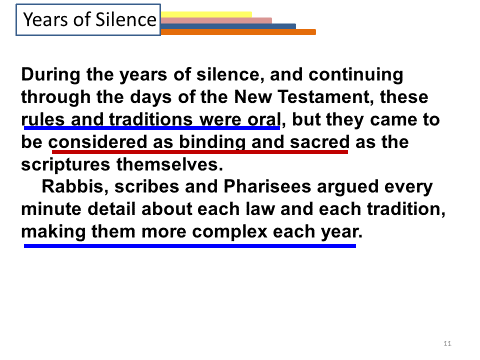 Years of Silence
During the years of silence, and continuing
through the days of the New Testament, these
rules and traditions were oral, but they came to
be considered as binding and sacred as the
scriptures themselves.
Rabbis, scribes and Pharisees argued every
minute detail about each law and each tradition,
making them more complex each year.
11